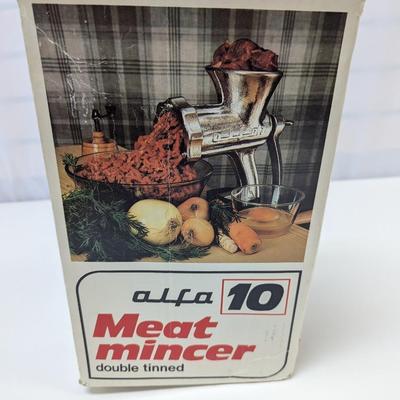 alfa 10
Meat
mincer
double tinned